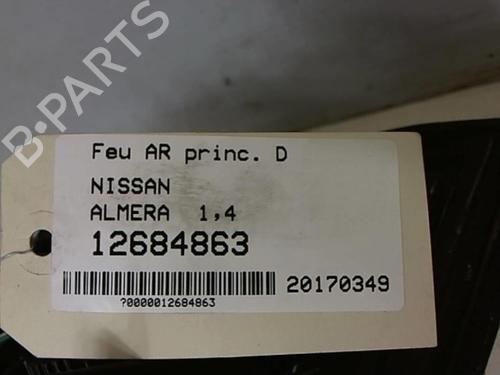 B-PARTS
Feu AR princ. D
NISSAN
ALMERA 1,4
12684863
20170349
?0000012684863